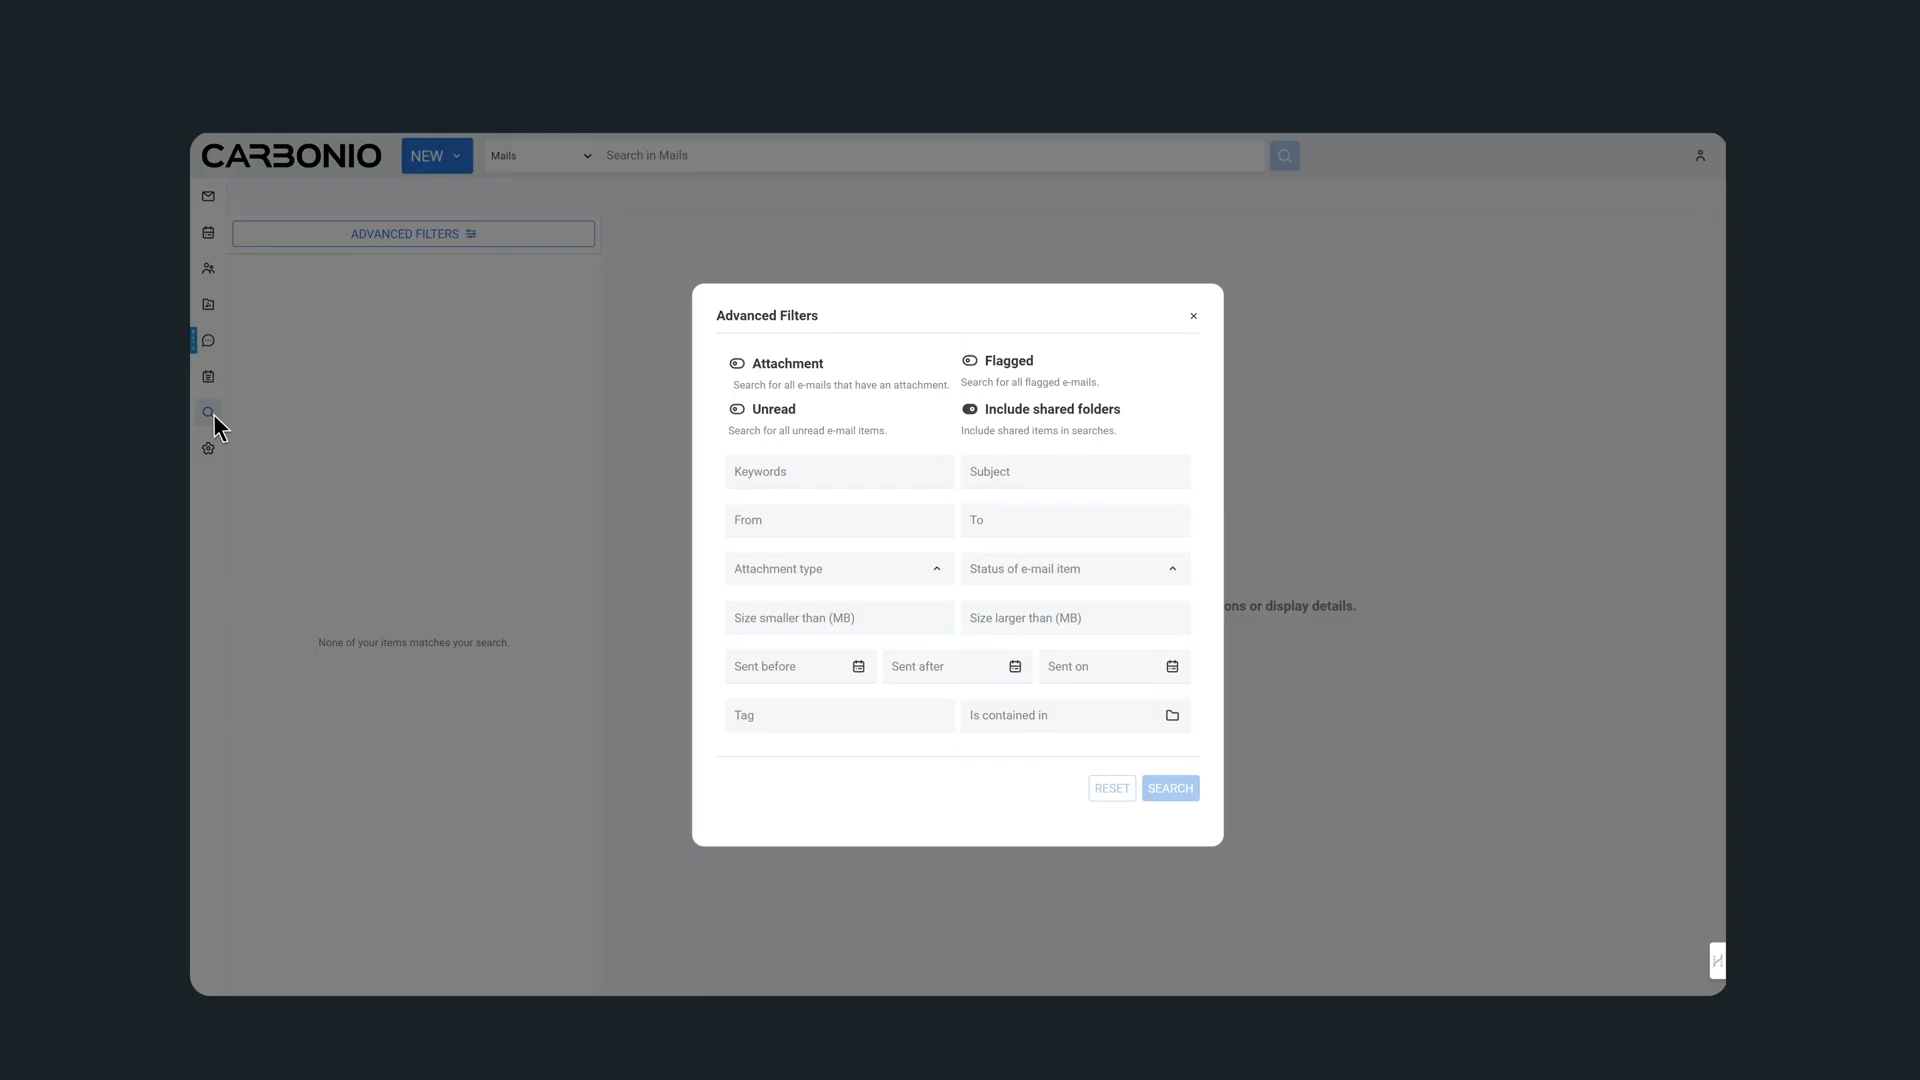 CARBONIO
NEW
Mails
Search in Mails
ADVANCED FILTERS
None of your items matches your search.
ons or display details.
Advanced Filters
Attachment
Search for all e-mails that have an attachment.
Flagged
Search for all flagged e-mails.
Unread
Search for all unread e-mail items.
Include shared folders
Include shared items in searches.
Keywords
Subject
From
To
Attachment type
Status of e-mail item
Size smaller than (MB)
Size larger than (MB)
Sent before
Sent after
Sent on
Tag
Is contained in
RESET
SEARCH